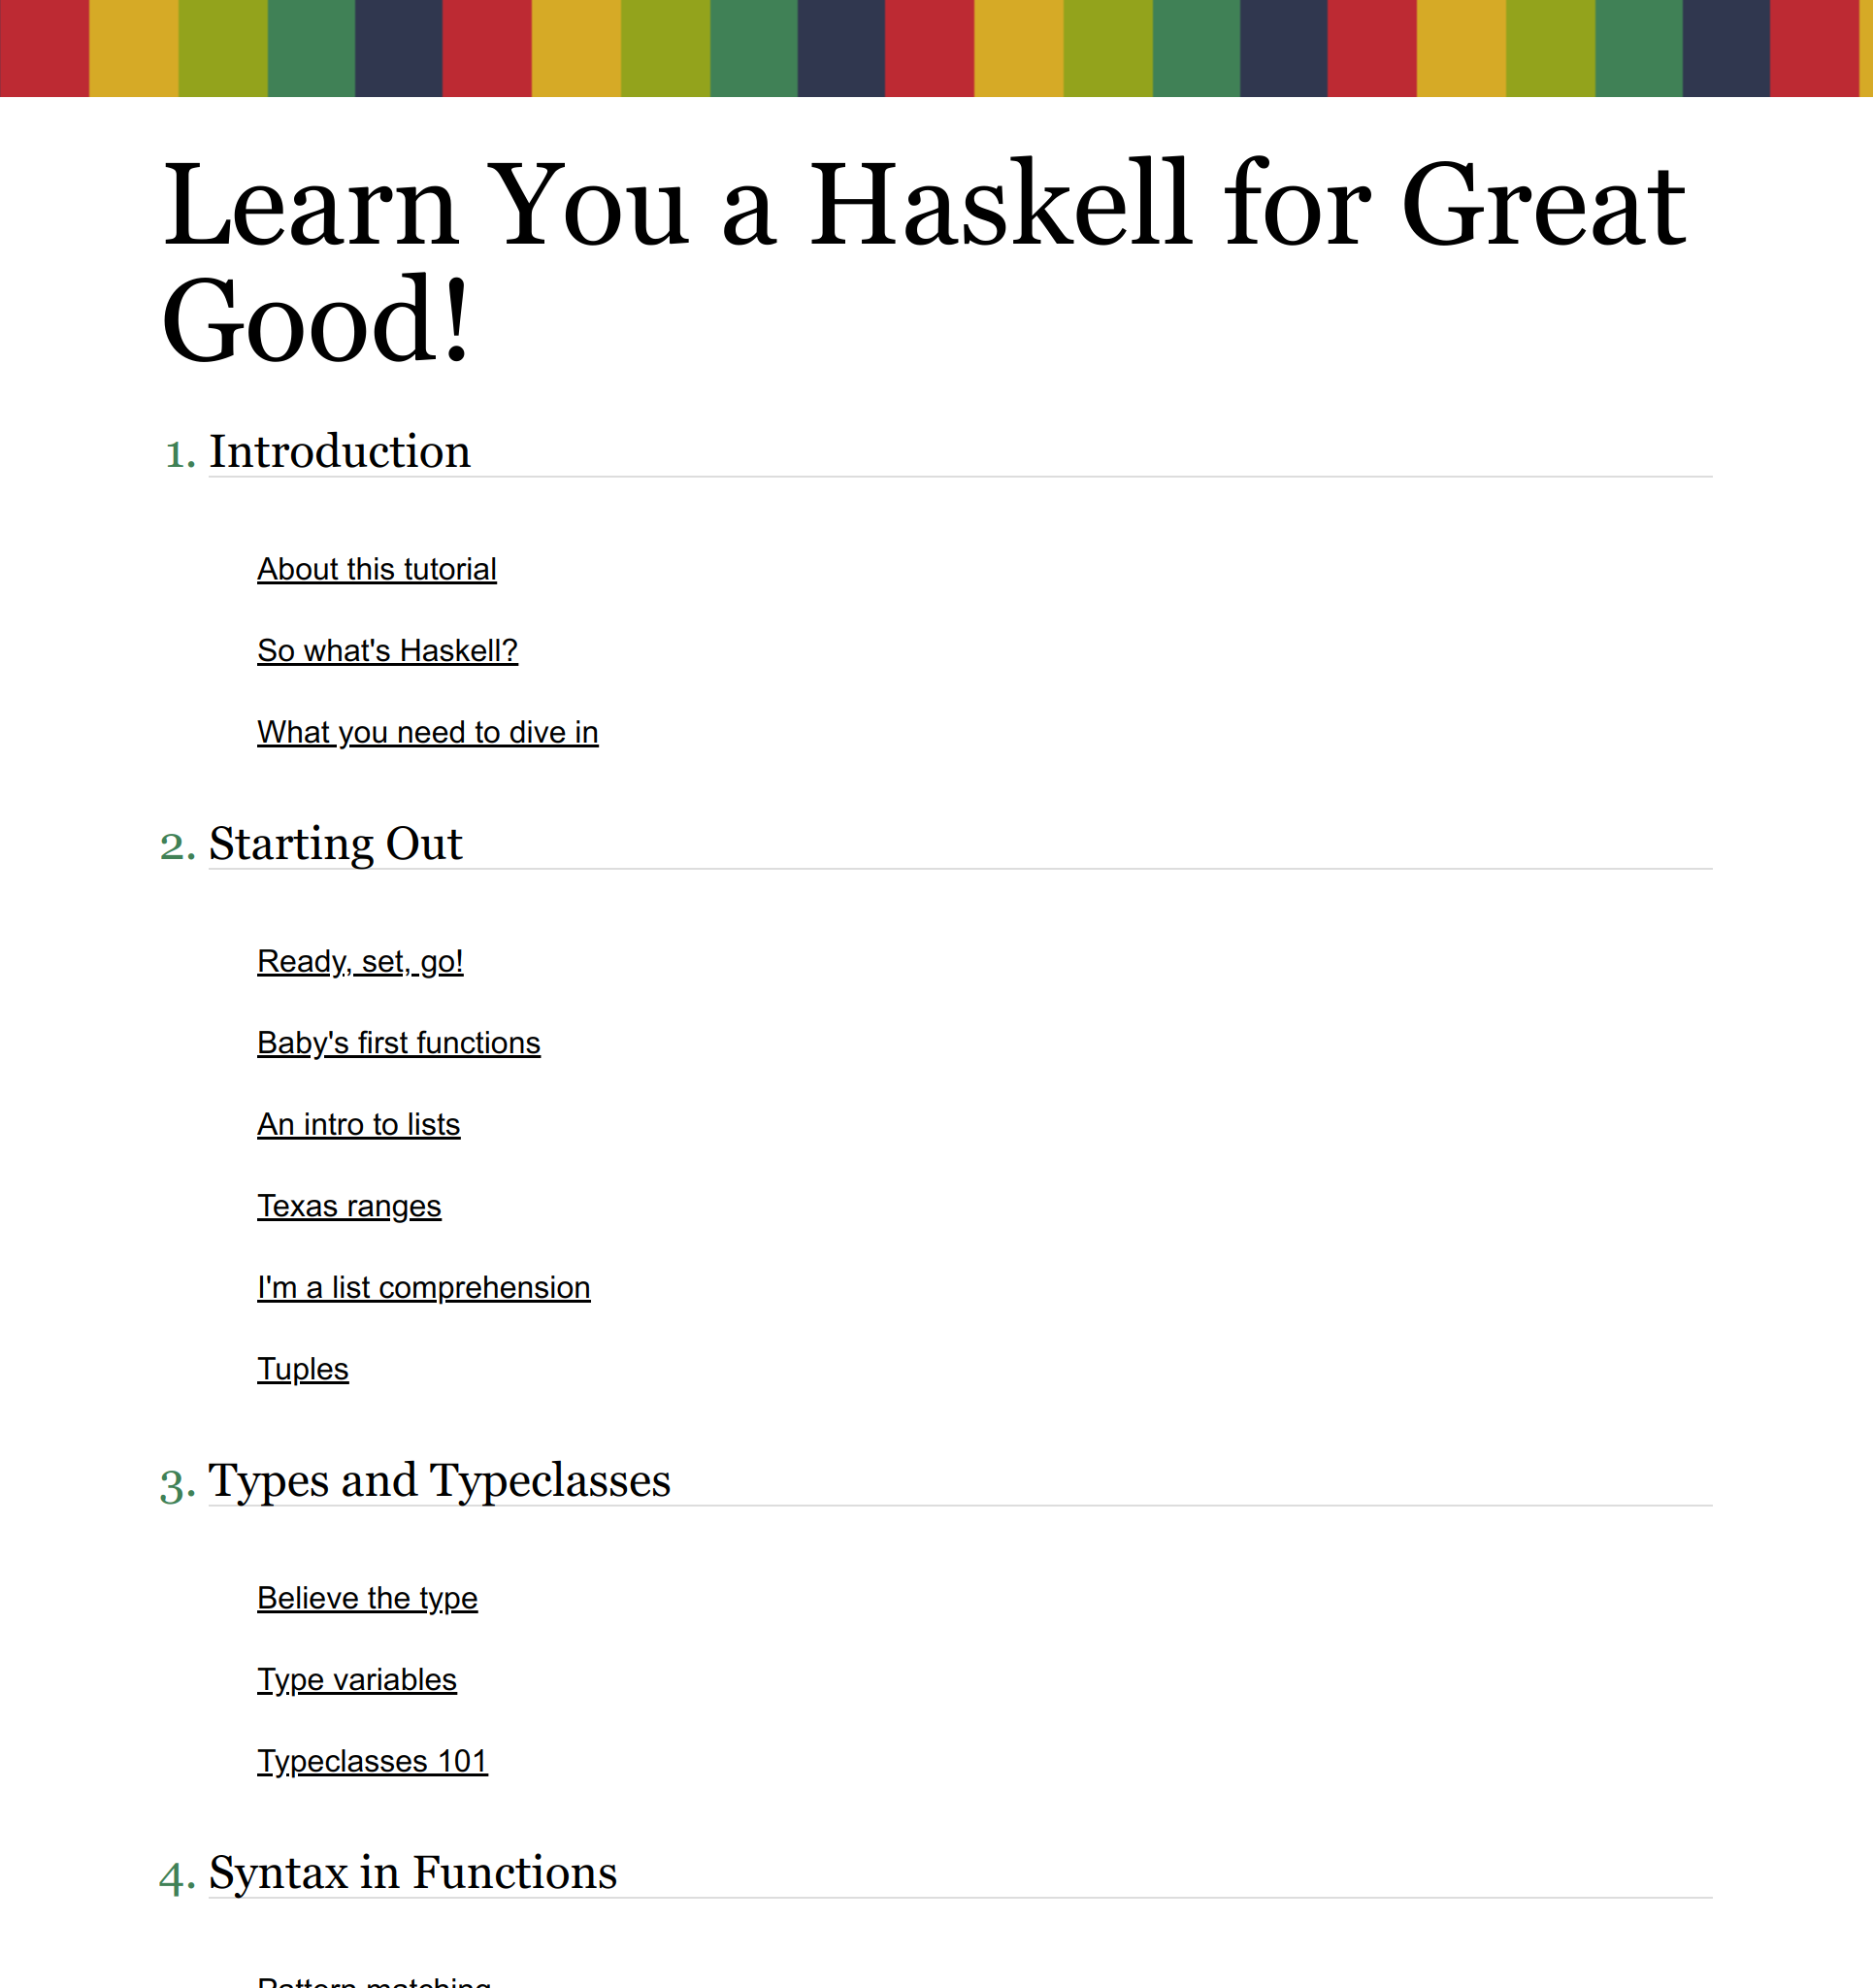 Learn You a Haskell for Great
Good!
1. Introduction
About this tutorial
So what's Haskell?
What you need to dive in
2. Starting Out
Ready, set, go!
Baby's first functions
An intro to lists
Texas ranges
I'm a list comprehension
Tuples
3. Types and Typeclasses
Believe the type
Type variables
Typeclasses 101
4. Syntax in Functions
Pattern matching